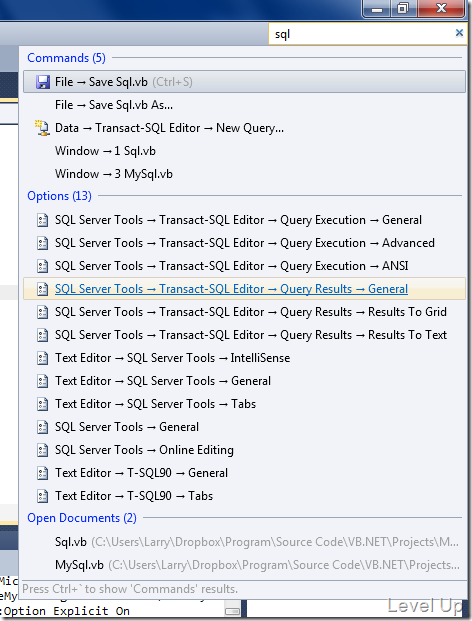 sql
Commands (5)
File → Save Sql.vb (Ctrl+S)
File → Save Sql.vb As...
Data → Transact-SQL Editor → New Query...
Window → 1 Sql.vb
Window → 3 MySql.vb
Options (13)
SQL Server Tools → Transact-SQL Editor → Query Execution → General
SQL Server Tools → Transact-SQL Editor → Query Execution → Advanced
SQL Server Tools → Transact-SQL Editor → Query Execution → ANSI
SQL Server Tools → Transact-SQL Editor → Query Results → General
SQL Server Tools → Transact-SQL Editor → Query Results → Results To Grid
SQL Server Tools → Transact-SQL Editor → Query Results → Results To Text
Text Editor → SQL Server Tools → IntelliSense
Text Editor → SQL Server Tools → General
Text Editor → SQL Server Tools → Tabs
SQL Server Tools → General
SQL Server Tools → Online Editing
Text Editor → T-SQL90 → General
Text Editor → T-SQL90 → Tabs
Open Documents (2)
Sql.vb (C:\Users\Larry\Dropbox\Program\Source Code\VB.NET\Projects\M...
MySql.vb (C:\Users\Larry\Dropbox\Program\Source Code\VB.NET\Projects...
Mic
Press Ctrl+` to show 'Commands' results.
eMy
:Option Explicit On
Level Up